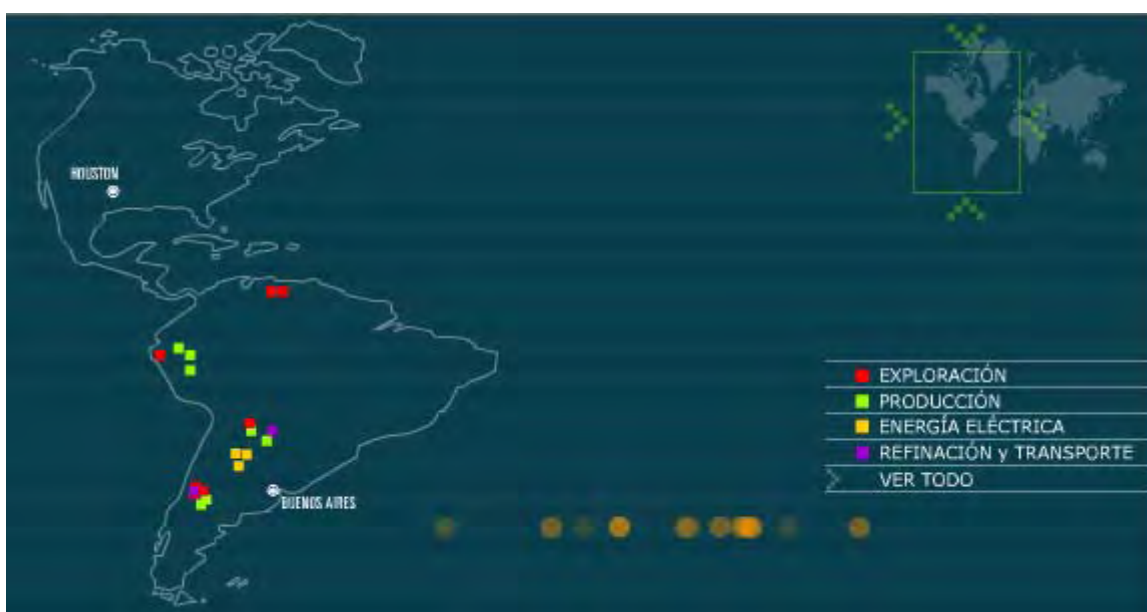 HOUSTON
EXPLORACIÓN
PRODUCCIÓN
ENERGÍA ELÉCTRICA
REFINACIÓN y TRANSPORTE
VER TODO
BUENOS AIRES